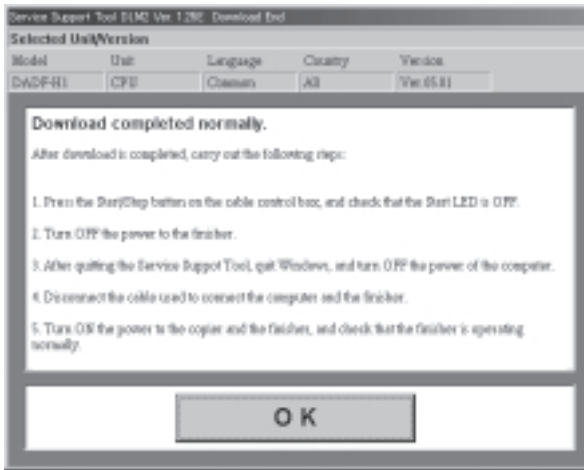 Service Support Tool DLM2 Ver. 1.28E Download End
Selected Unit/Version
Model Unit Language Country Version
DADF-H1 CPU Common All Ver.05.01
Download completed normally.
After download is completed, carry out the following steps:
1. Press the Start/Stop button on the cable control box, and check that the Start LED is OFF.
2. Turn OFF the power to the finisher.
3. After quitting the Service Suppot Tool, quit Windows, and turn OFF the power of the computer.
4. Disconnect the cable used to connect the computer and the finisher.
5. Turn ON the power to the copier and the finisher, and check that the finisher is operating
normally.
OK